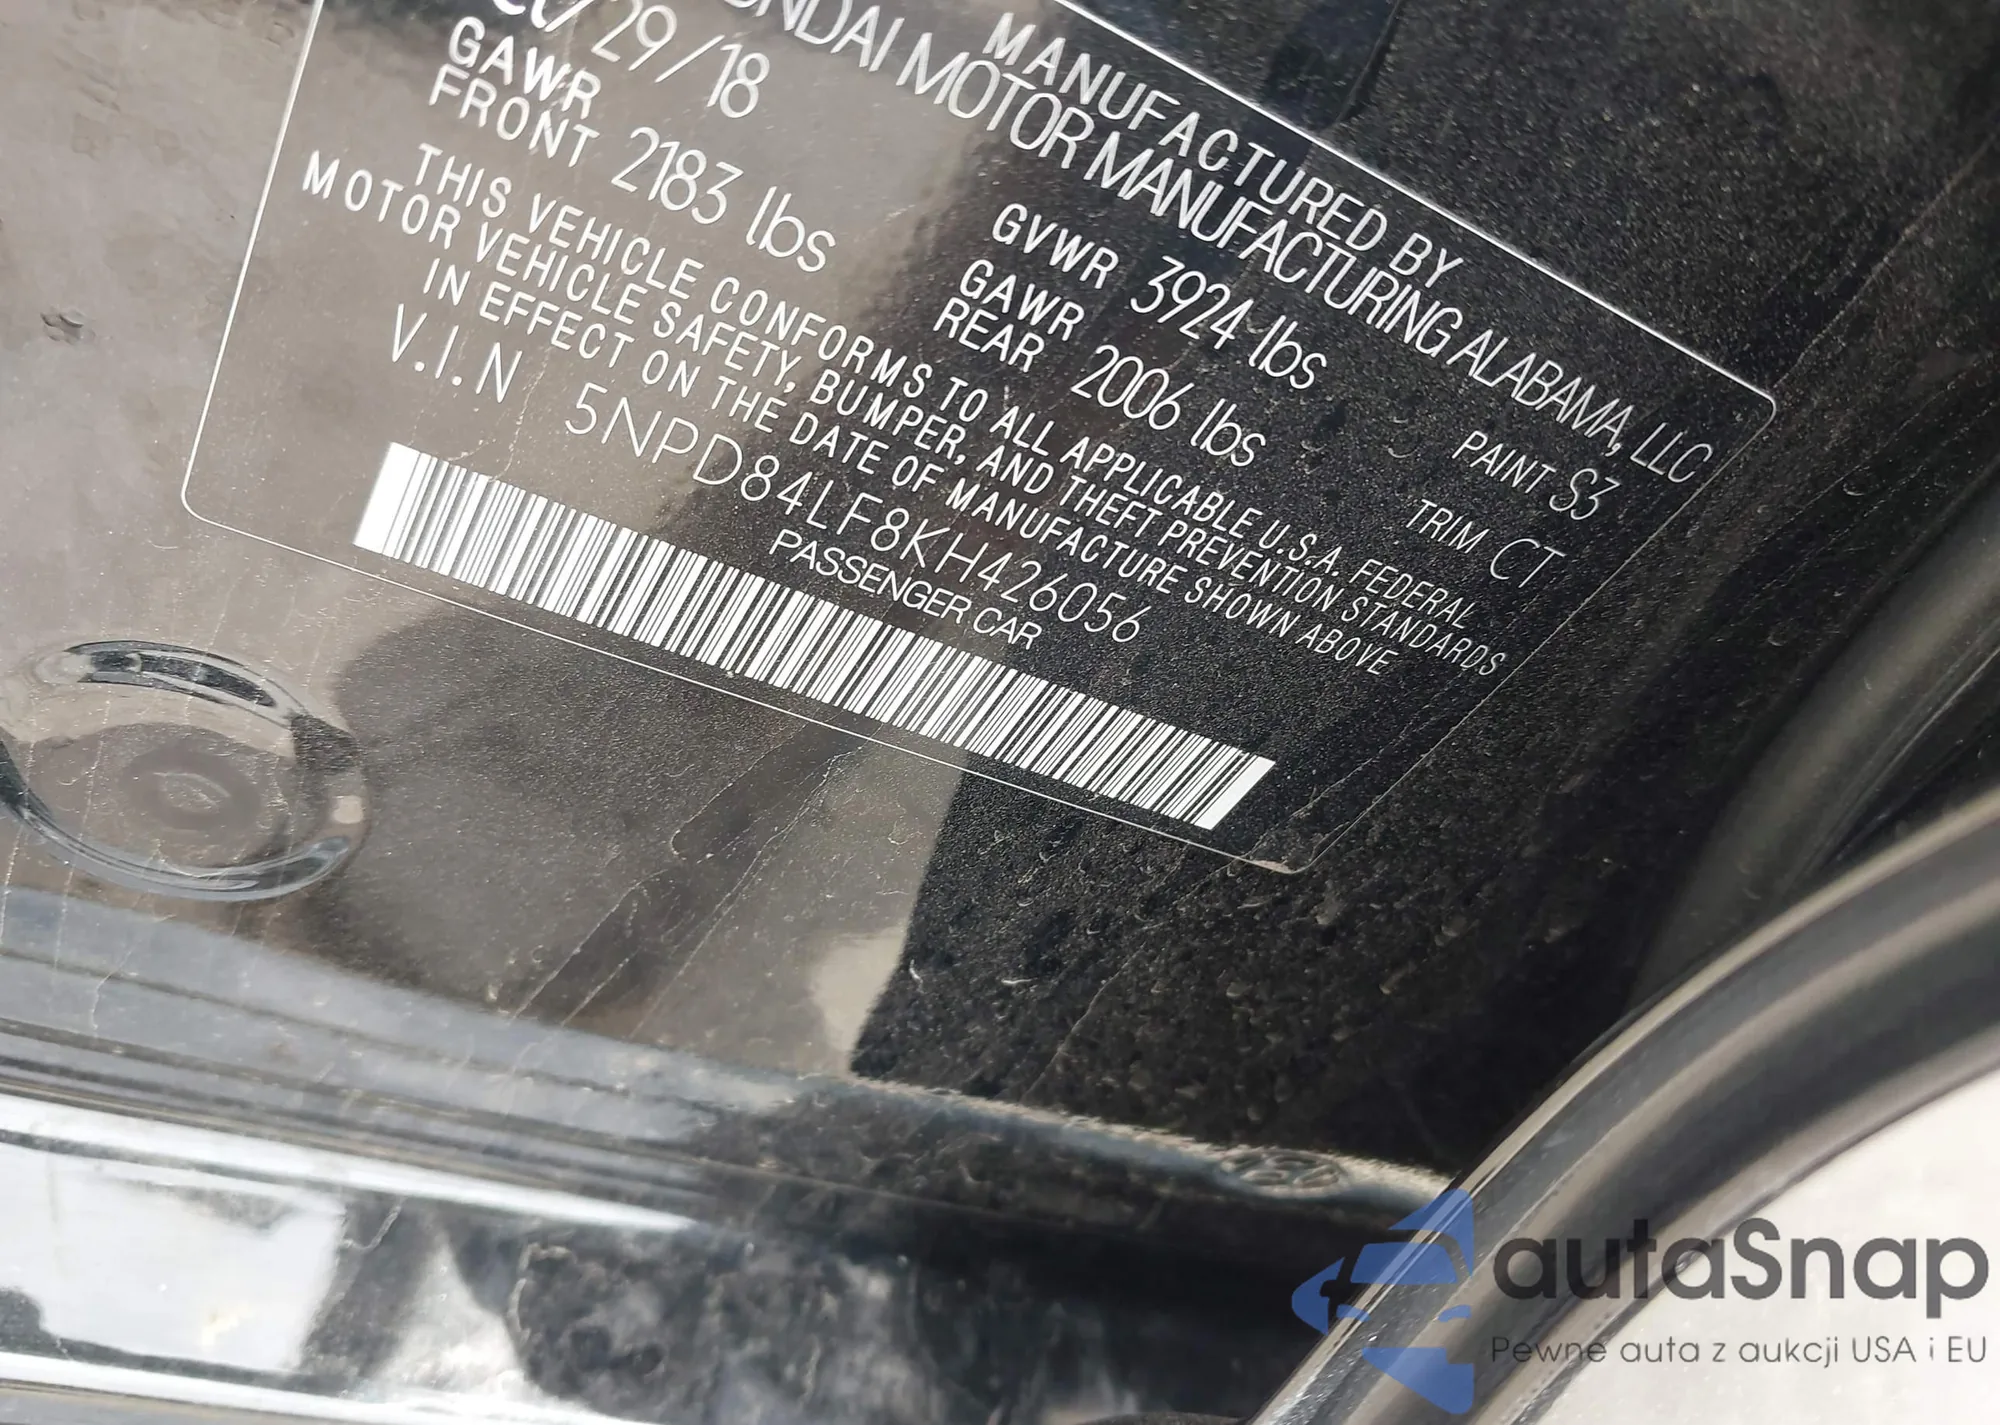 MANUFACTURED BY
NDAI MOTOR MANUFACTURING ALABAMA, LLC
/29/18
GVWR 3924 lbs
PAINT S3
GAWR FRONT 2183 lbs
GAWR REAR 2006 lbs
TRIM CT
THIS VEHICLE CONFORMS TO ALL APPLICABLE U.S.A. FEDERAL
MOTOR VEHICLE SAFETY, BUMPER, AND THEFT PREVENTION STANDARDS
IN EFFECT ON THE DATE OF MANUFACTURE SHOWN ABOVE
V.I.N 5NPD84LF8KH426056
PASSENGER CAR
autaSnap
Pewne auta z aukcji USA i EU